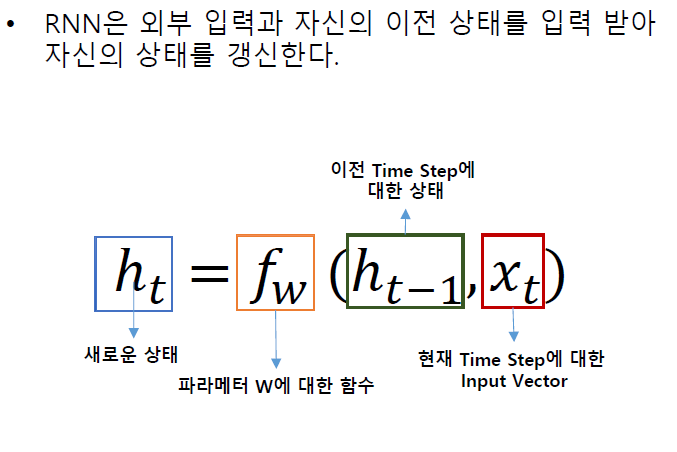 • RNN은 외부 입력과 자신의 이전 상태를 입력 받아
자신의 상태를 갱신한다.
이전 Time Step에
대한 상태
h_t = f_w (h_{t-1}, x_t)
새로운 상태
파라메터 W에 대한 함수
현재 Time Step에 대한
Input Vector